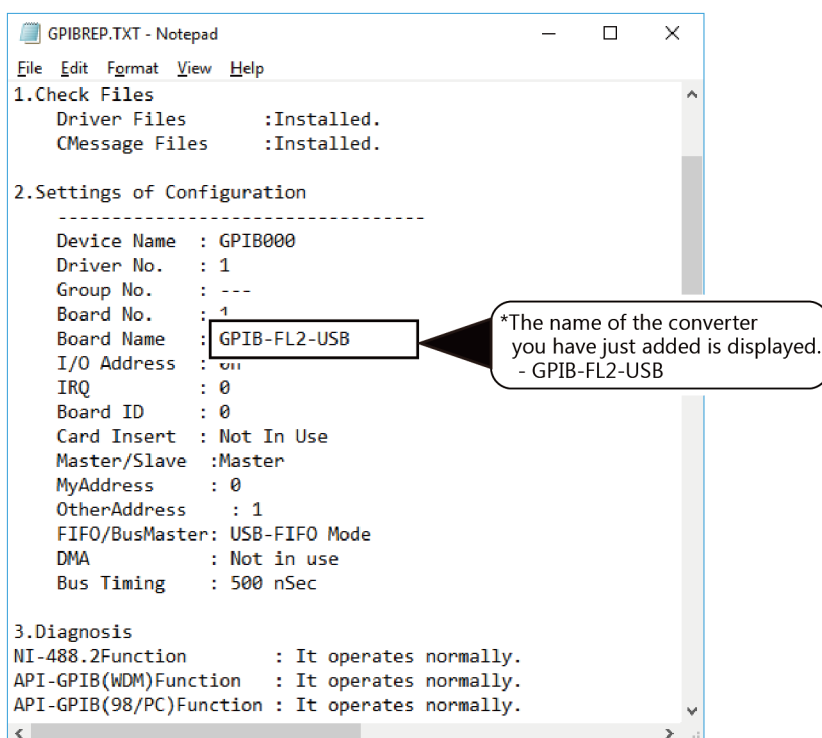 GPIBREP.TXT - Notepad
File Edit Format View Help
1.Check Files
Driver Files :Installed.
CMessage Files :Installed.
2.Settings of Configuration
----------------------------------
Device Name : GPIB000
Driver No. : 1
Group No. : ---
Board No. : 1
Board Name : GPIB-FL2-USB
I/O Address : 0h
IRQ : 0
Board ID : 0
Card Insert : Not In Use
Master/Slave :Master
MyAddress : 0
OtherAddress : 1
FIFO/BusMaster: USB-FIFO Mode
DMA : Not in use
Bus Timing : 500 nSec
3.Diagnosis
NI-488.2Function : It operates normally.
API-GPIB(WDM)Function : It operates normally.
API-GPIB(98/PC)Function : It operates normally.
*The name of the converter
you have just added is displayed.
- GPIB-FL2-USB